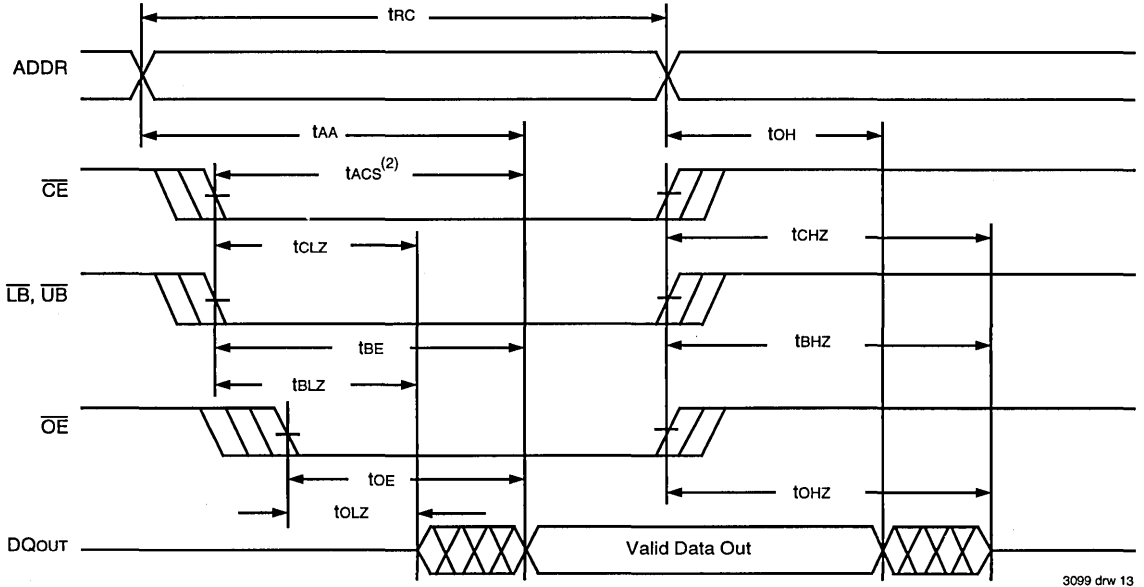 tRC
ADDR
tAA
tOH
tACS(2)
CE
tCLZ
tCHZ
LB, UB
tBE
tBHZ
tBLZ
OE
tOE
tOHZ
tOLZ
DQOUT
Valid Data Out
3099 drw 13